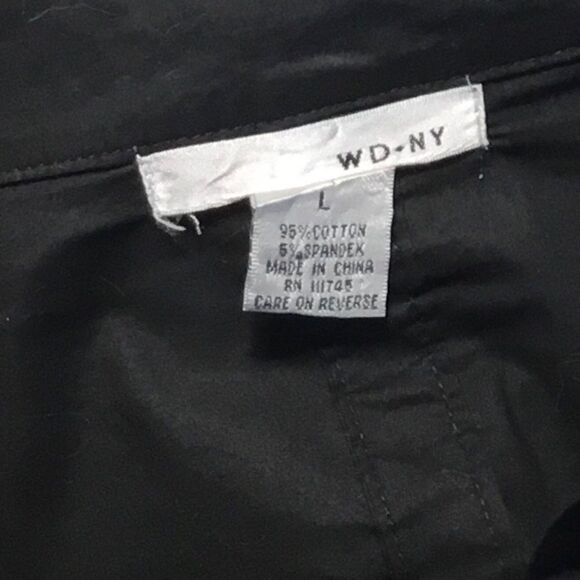 WD•NY
L
95% COTTON
5% SPANDEX
MADE IN CHINA
RN 111745
CARE ON REVERSE